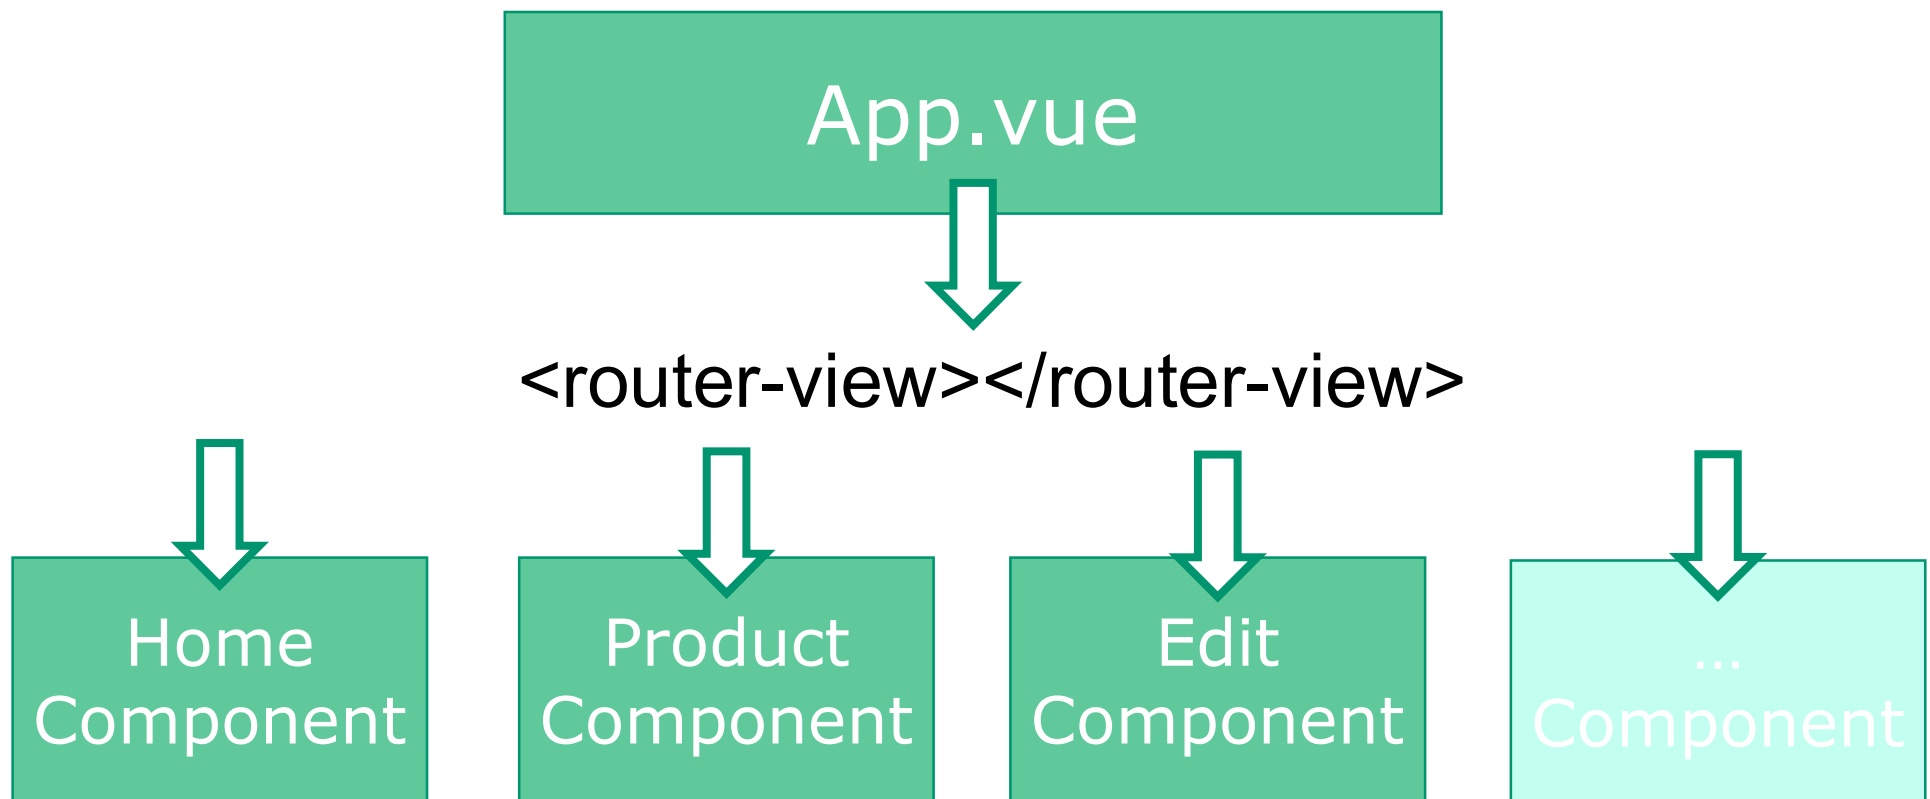 App.vue
<router-view></router-view>
Home
Component
Product
Component
Edit
Component
...
Component